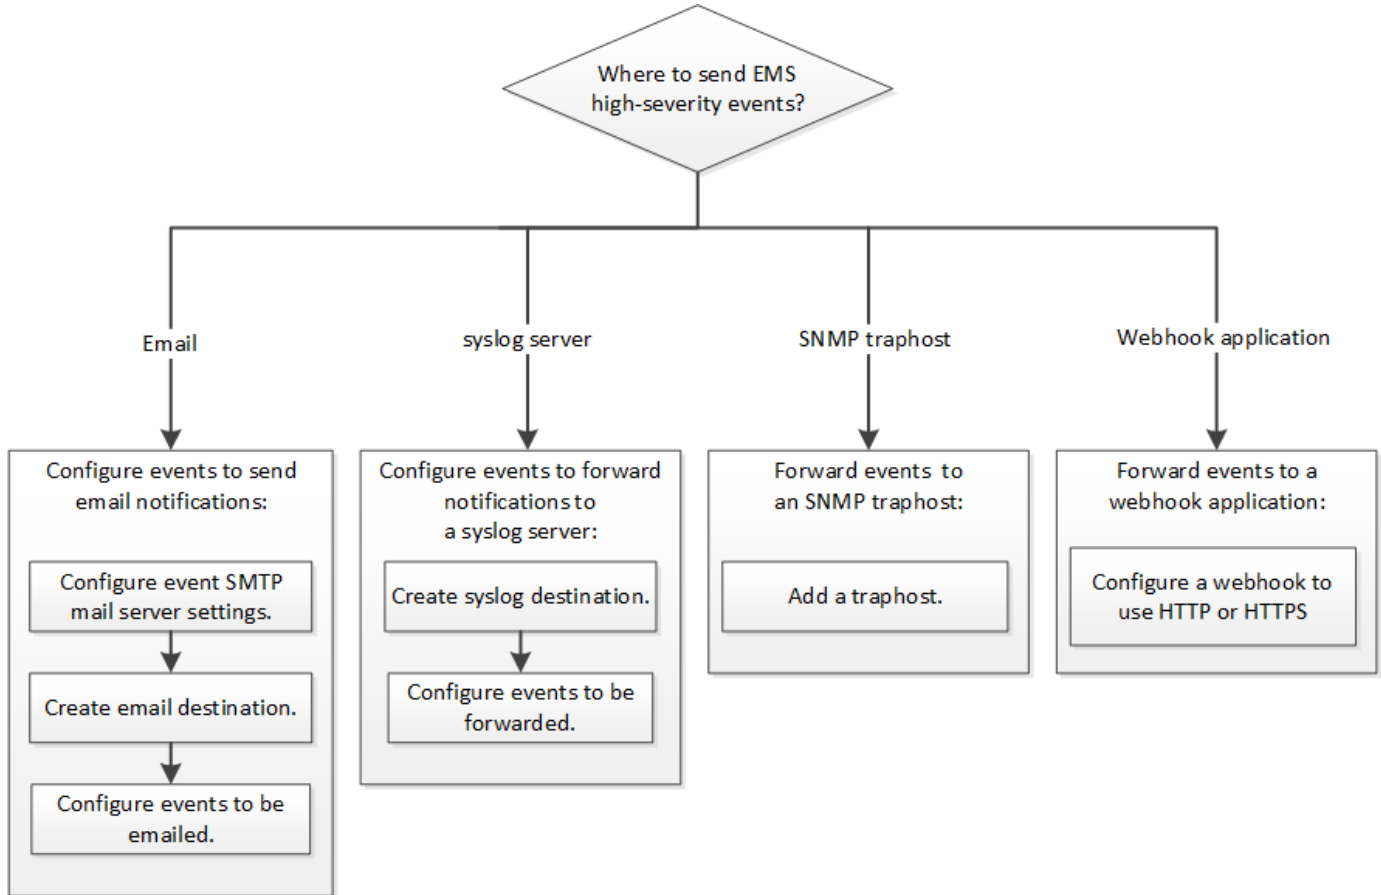 Where to send EMS
high-severity events?
Email
syslog server
SNMP traphost
Webhook application
Configure events to send
email notifications:
Configure event SMTP
mail server settings.
Create email destination.
Configure events to be
emailed.
Configure events to forward
notifications to
a syslog server:
Create syslog destination.
Configure events to be
forwarded.
Forward events to
an SNMP traphost:
Add a traphost.
Forward events to a
webhook application:
Configure a webhook to
use HTTP or HTTPS